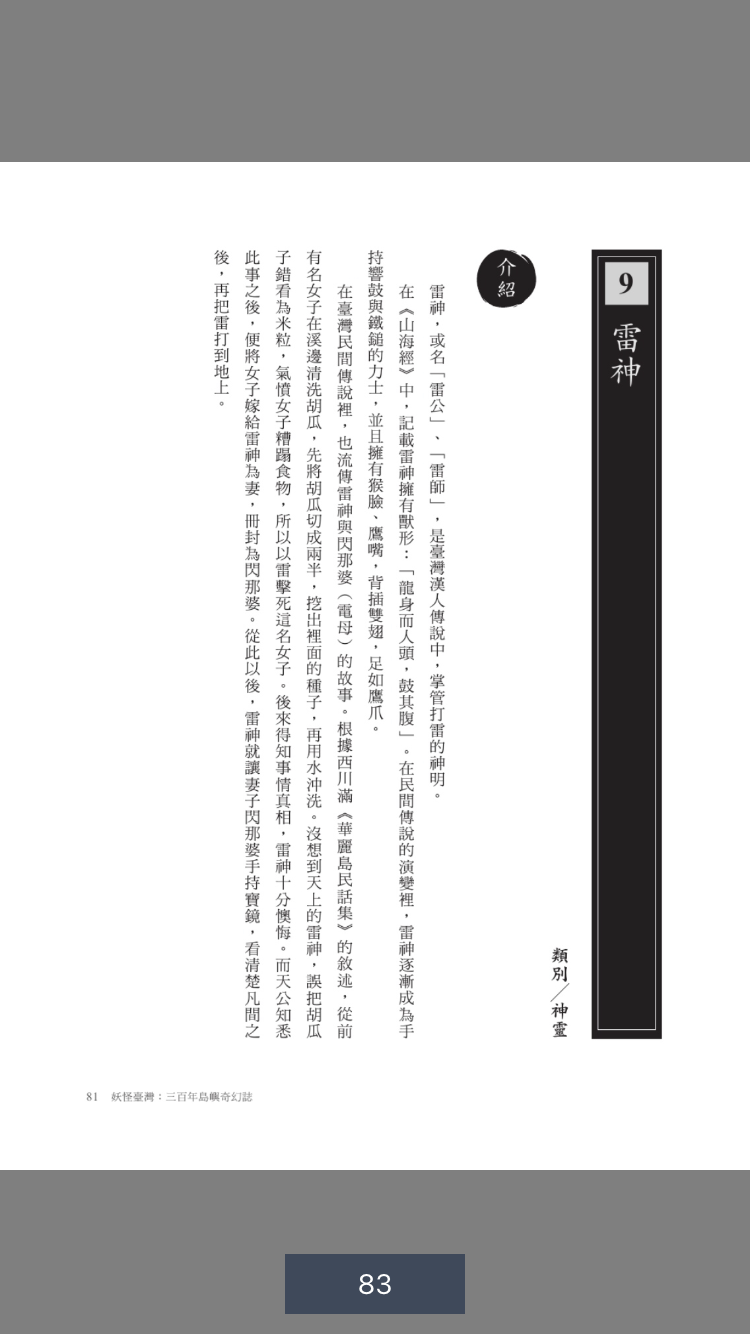 9 雷神
類別／神靈
介紹
雷神，或名「雷公」、「雷師」，是臺灣漢人傳說中，掌管打雷的神明。
在《山海經》中，記載雷神擁有獸形：「龍身而人頭，鼓其腹」。在民間傳說的演變裡，雷神逐漸成為手
持響鼓與鐵鎚的力士，並且擁有猴臉、鷹嘴，背插雙翅，足如鷹爪。
在臺灣民間傳說裡，也流傳雷神與閃那婆（電母）的故事。根據西川滿《華麗島民話集》的敘述，從前
有名女子在溪邊清洗胡瓜，先將胡瓜切成兩半，挖出裡面的種子，再用水沖洗。沒想到天上的雷神，誤把胡瓜
子錯看為米粒，氣憤女子糟蹋食物，所以以雷擊死這名女子。後來得知事情真相，雷神十分懊悔。而天公知悉
此事之後，便將女子嫁給雷神為妻，冊封為閃那婆。從此以後，雷神就讓妻子閃那婆手持寶鏡，看清楚凡間之
後，再把雷打到地上。
81 妖怪臺灣：三百年島嶼奇幻誌
83